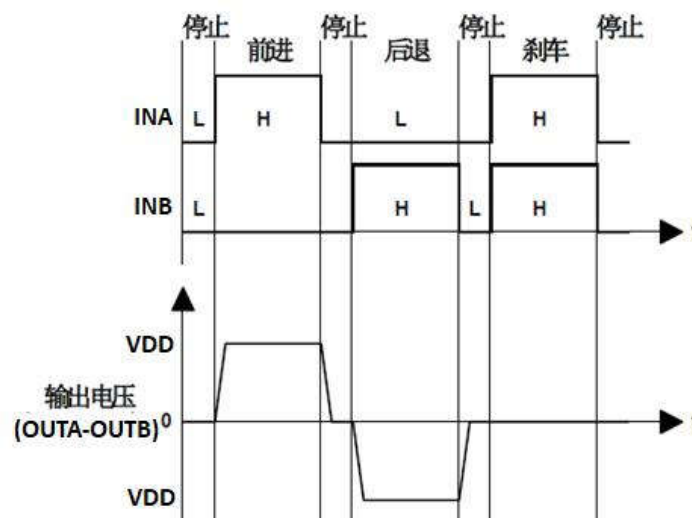 停止 停止 停止 停止
前进 后退 刹车
INA L H L H
INB L H L H
VDD
输出电压
(OUTA-OUTB) 0
VDD